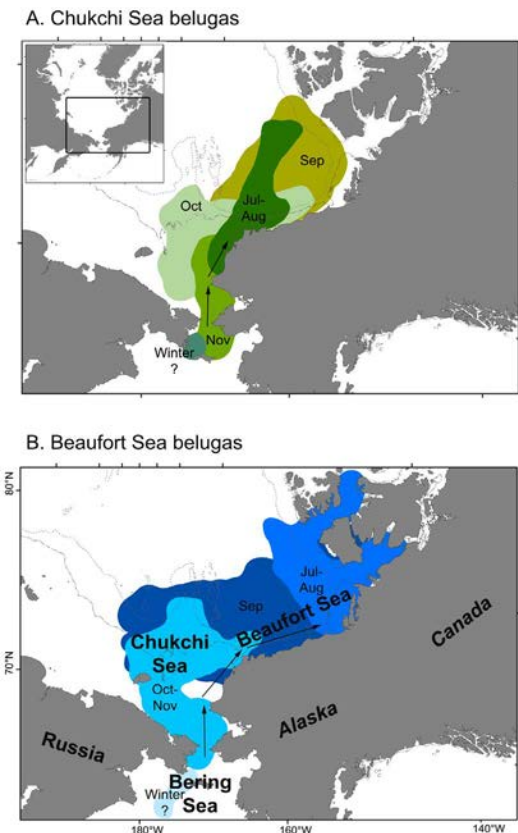 A. Chukchi Sea belugas
Sep
Oct
Jul-
Aug
Nov
Winter
?
B. Beaufort Sea belugas
80°N
Jul-
Aug
Sep
Beaufort Sea
Chukchi
Sea
Canada
70°N
Oct-
Nov
Alaska
Russia
Bering
Sea
Winter
?
180°W
160°W
140°W